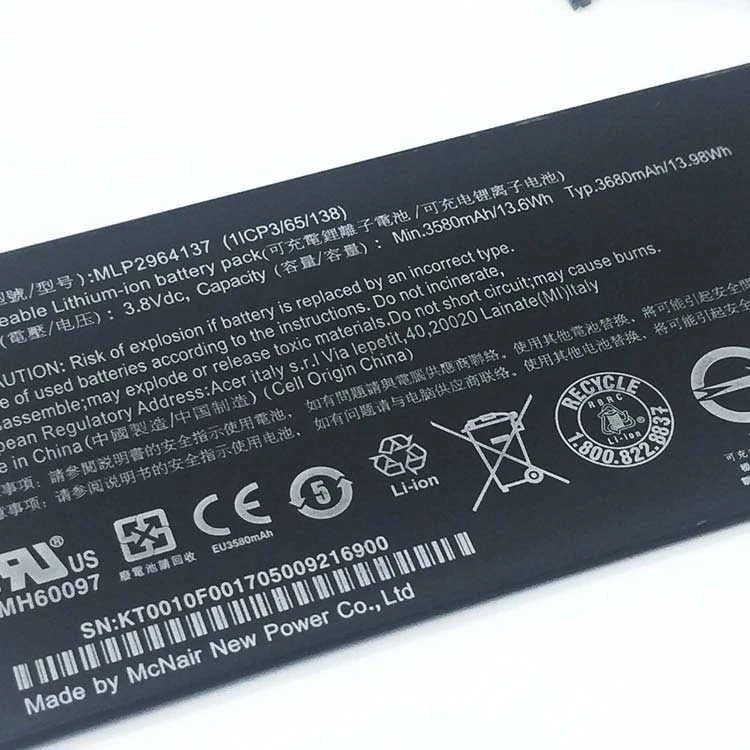 型號/型号):MLP2964137 (1ICP3/65/138)
eable Lithium-ion battery pack(可充電鋰離子電池/可充电锂离子电池)
(電壓/电压): 3.8Vdc, Capacity (容量/容量): Min.3580mAh/13.6Wh Typ.3680mAh/13.98Wh
CAUTION: Risk of explosion if battery is replaced by an incorrect type.
e of used batteries according to the instructions. Do not incinerate,
isassemble;may explode or release toxic materials.Do not short circuit;may cause burns.
pean Regulatory Address:Acer italy s.r.l Via lepetit,40,20020 Lainate(MI)Italy
e in China(中國製造/中国制造) (Cell Origin China)
請參閱說明書的安全指示使用電池, 如有問題請與電腦供應商聯絡. 使用其他電池替換, 將可能引起安全
事項:请参阅说明书的安全指示使用电池, 如有问题请与电脑供应商联络. 使用其他电池替换, 将可能引起安全
RECYCLE
RBRC
Li-ion
1.800.822.8837
Li-ion
5
EU3580mAh
廢電池請回收
US
MH60097
可充
SN:KT0010F001705009216900
Made by McNair New Power Co.,Ltd